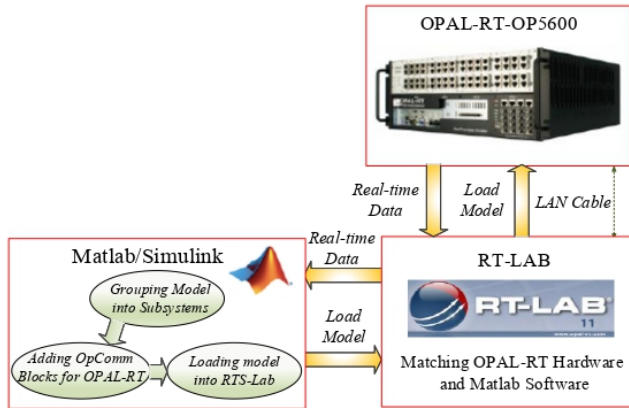 OPAL-RT-OP5600
OPAL-RT
Real-time
Data
Load
Model
LAN Cable
Matlab/Simulink
Grouping Model
into Subsystems
Adding OpComm
Blocks for OPAL-RT
Loading model
into RTS-Lab
Real-time
Data
Load
Model
RT-LAB
RT-LAB
11
Matching OPAL-RT Hardware
and Matlab Software